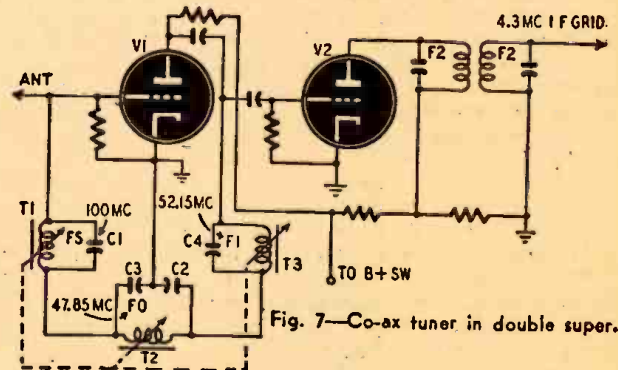 4.3MC I F GRID.
V1
V2
F2
F2
ANT
T1
100MC
52.15MC
FS
C1
C4
F1
C3
C2
T3
TO B+ SW
47.85MC
FO
T2
Fig. 7—Co-ax tuner in double super.